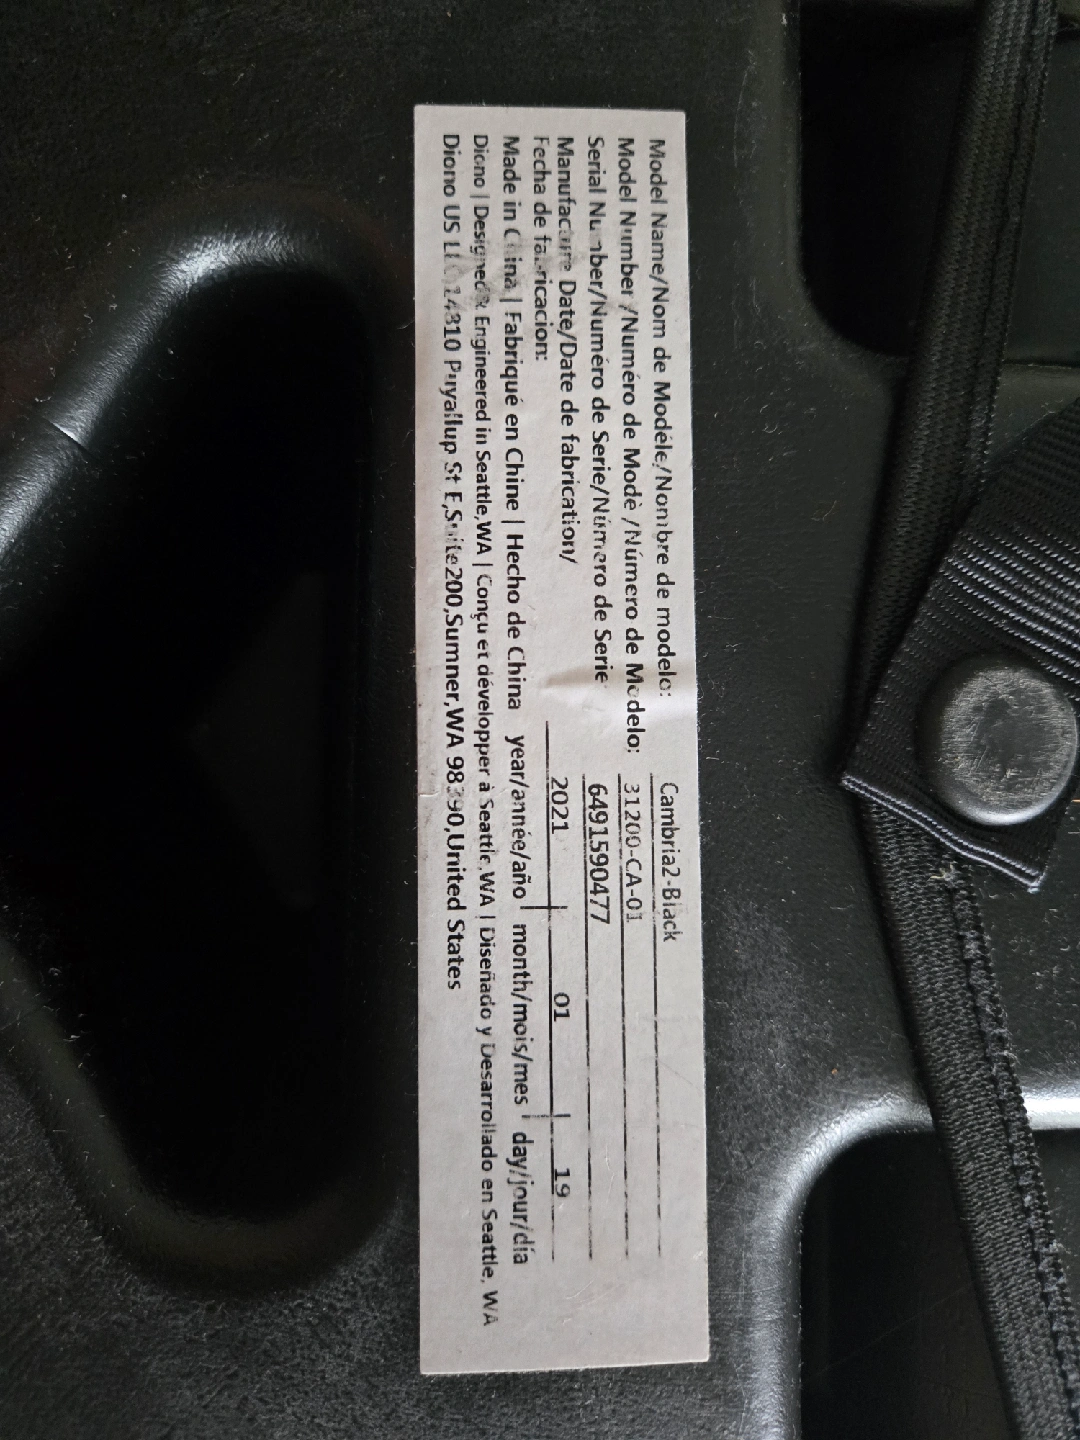 Model Name/Nom de Modéle/Nombre de modelo: Cambria2-Black
Model Number /Numéro de Modè /Número de Modelo: 31200-CA-01
Serial Number/Numéro de Serie/Número de Serie 6491590477
Manufacture Date/Date de fabrication/
Fecha de fabricacion: 2021 | 01 | 19
Made in China | Fabriqué en Chine | Hecho de China year/année/año | month/mois/mes | day/jour/día
Diono | Designed & Engineered in Seattle,WA | Conçu et développer à Seattle,WA | Diseñado y Desarrollado en Seattle, WA
Diono US LLC 14810 Puyallup St E,Suite200,Sumner,WA 98390,United States